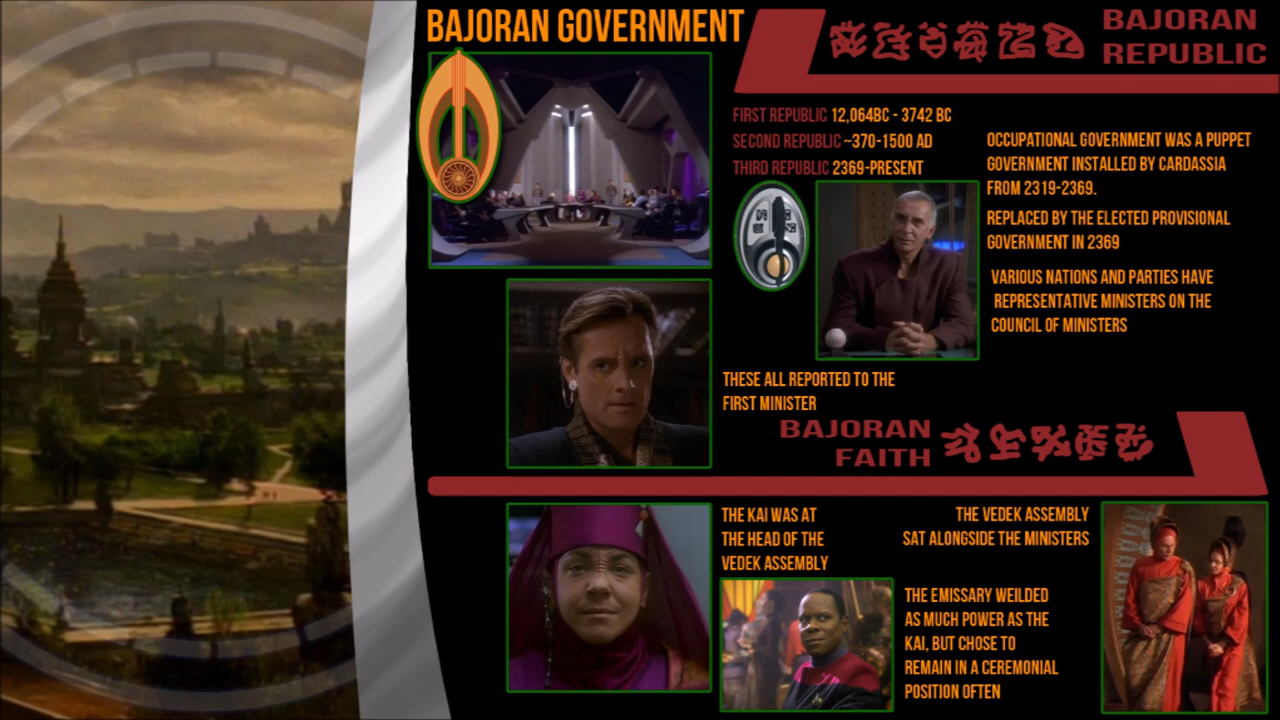 BAJORAN GOVERNMENT
BAJORAN
REPUBLIC
FIRST REPUBLIC 12,064BC - 3742 BC
SECOND REPUBLIC ~370-1500 AD
THIRD REPUBLIC 2369-PRESENT
OCCUPATIONAL GOVERNMENT WAS A PUPPET
GOVERNMENT INSTALLED BY CARDASSIA
FROM 2319-2369.
REPLACED BY THE ELECTED PROVISIONAL
GOVERNMENT IN 2369
VARIOUS NATIONS AND PARTIES HAVE
REPRESENTATIVE MINISTERS ON THE
COUNCIL OF MINISTERS
THESE ALL REPORTED TO THE
FIRST MINISTER
BAJORAN
FAITH
THE KAI WAS AT
THE HEAD OF THE
VEDEK ASSEMBLY
THE VEDEK ASSEMBLY
SAT ALONGSIDE THE MINISTERS
THE EMISSARY WEILDED
AS MUCH POWER AS THE
KAI, BUT CHOSE TO
REMAIN IN A CEREMONIAL
POSITION OFTEN